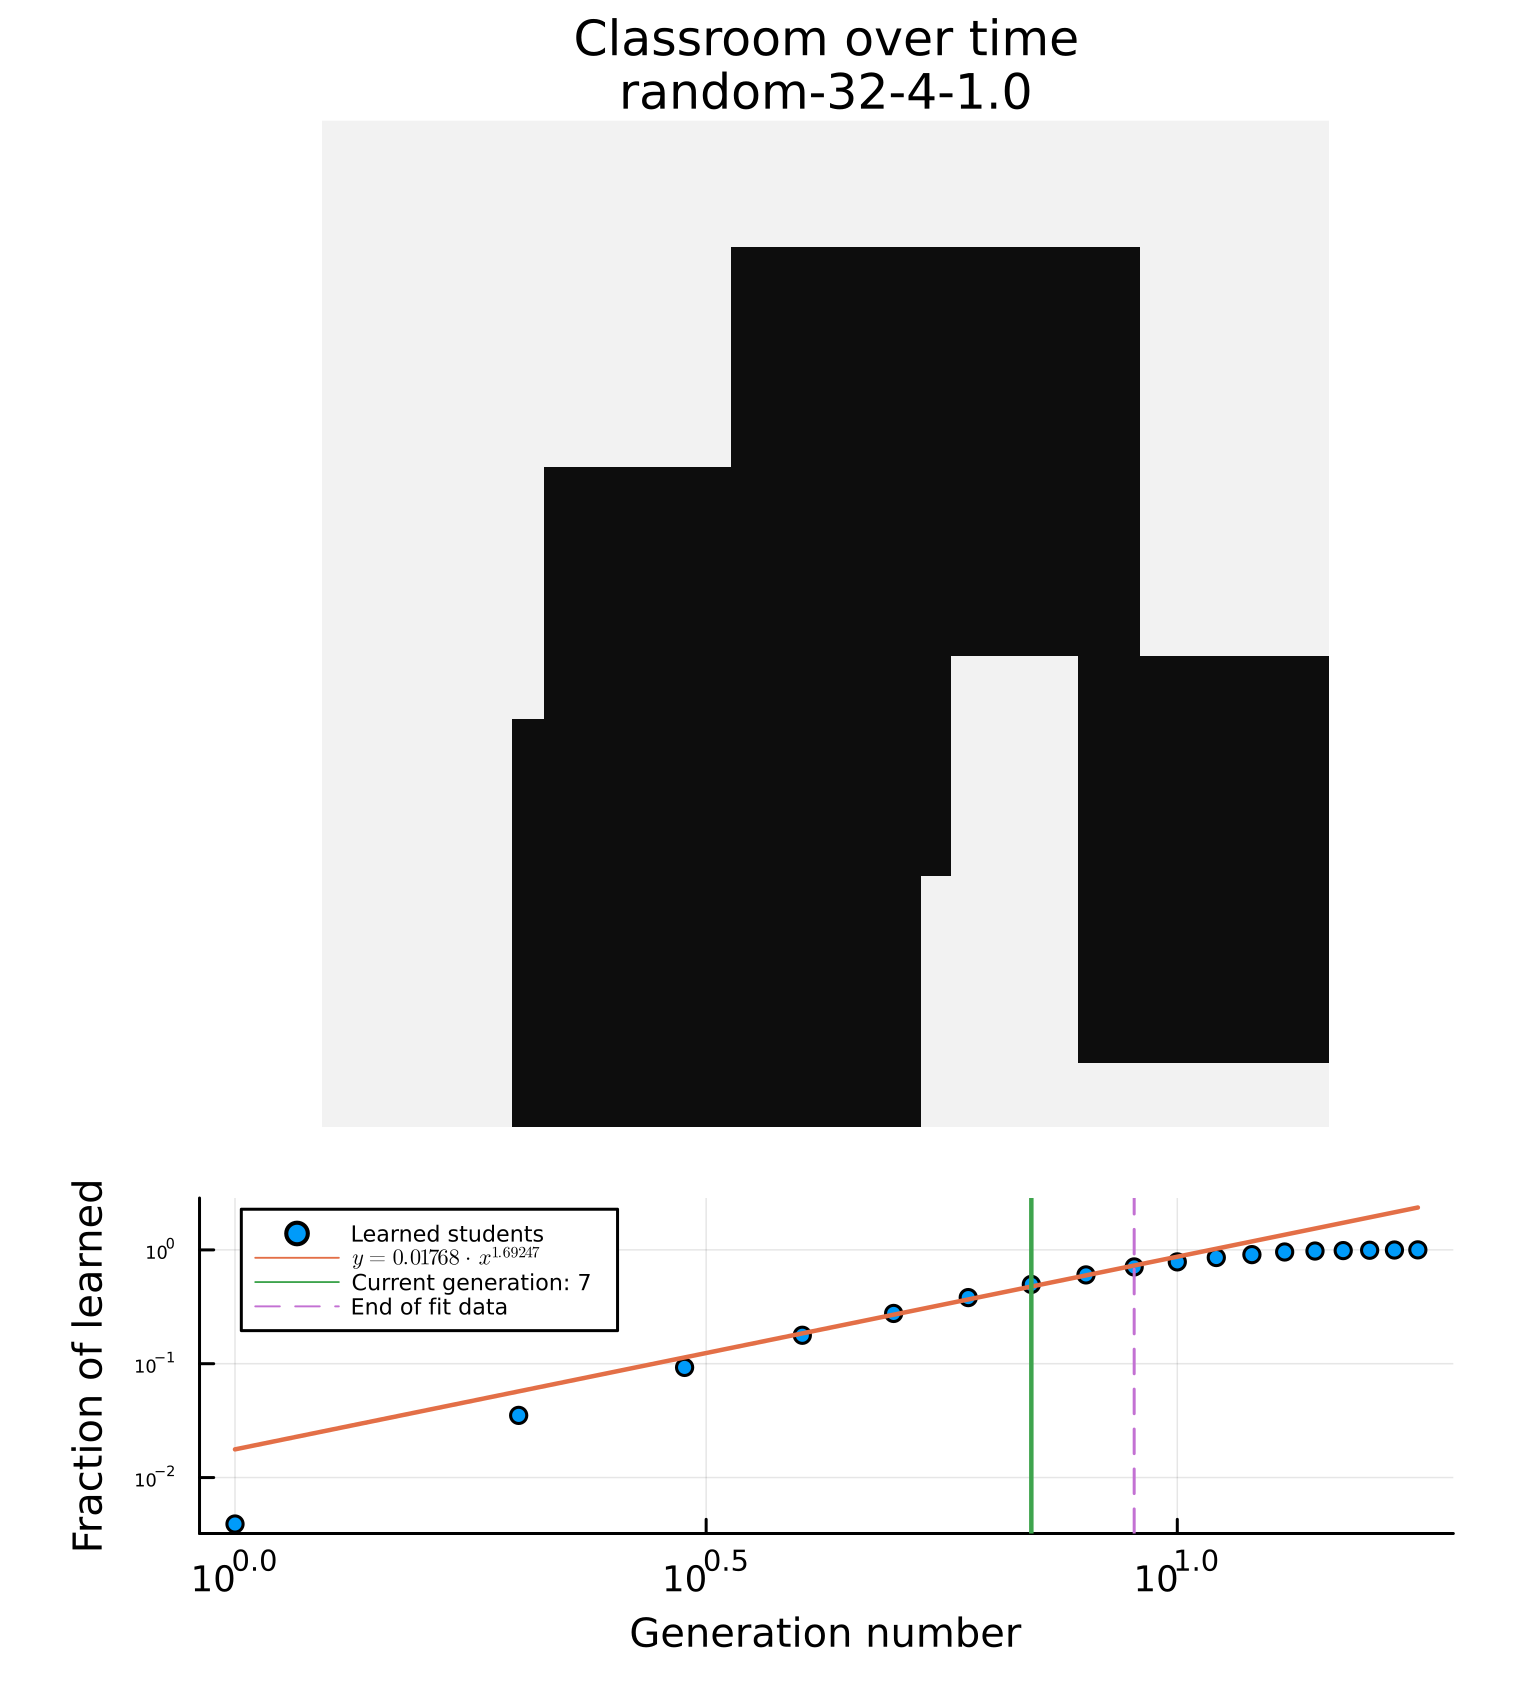 Classroom over time
random-32-4-1.0
Fraction of learned
Learned students
y = 0.01768 · x^1.69247
Current generation: 7
End of fit data
10^0
10^-1
10^-2
10^0.0 10^0.5 10^1.0
Generation number